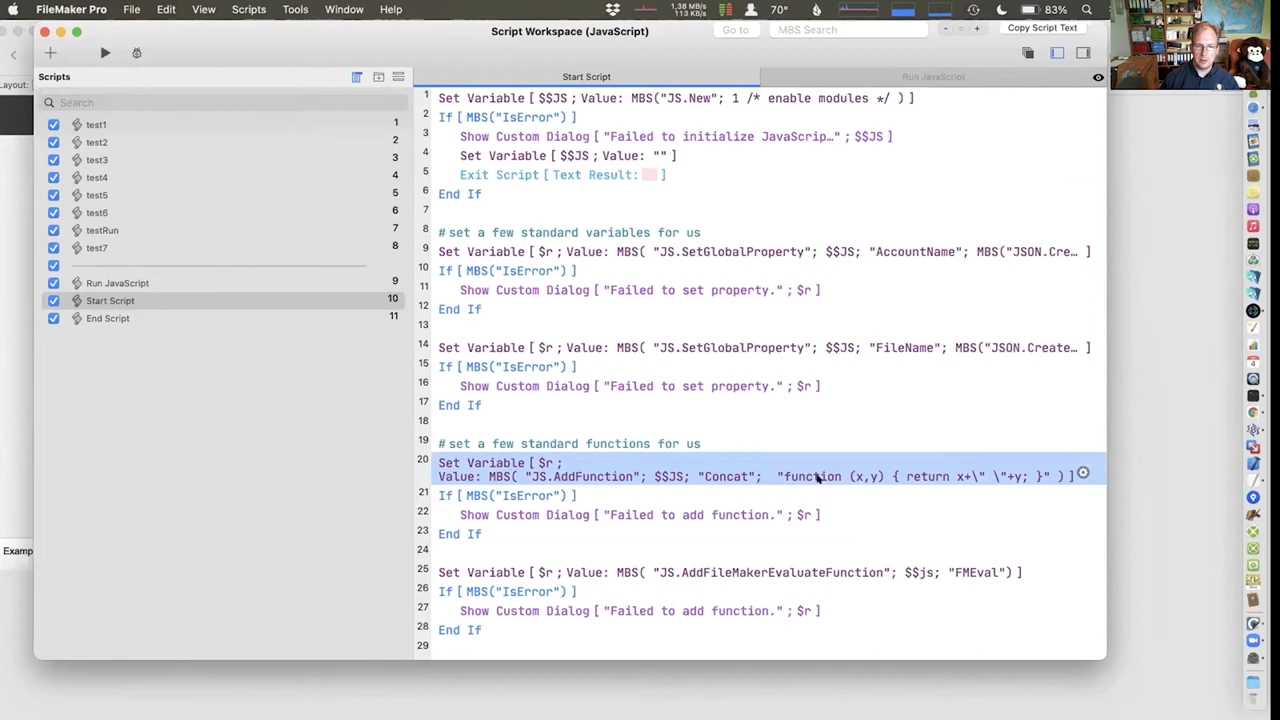 FileMaker Pro File Edit View Scripts Tools Window Help
1,38 MB/s
113 KB/s
70°
83%
Script Workspace (JavaScript)
Go to
MBS Search
- = +
Copy Script Text
Layout:
Scripts
Start Script
Run JavaScript
Search
test1 1
test2 2
test3 3
test4 4
test5 5
test6 6
testRun 7
test7 8
Run JavaScript 9
Start Script 10
End Script 11
1 Set Variable [ $$JS ; Value: MBS("JS.New"; 1 /* enable modules */ ) ]
2 If [ MBS("IsError") ]
3 Show Custom Dialog [ "Failed to initialize JavaScrip…" ; $$JS ]
4 Set Variable [ $$JS ; Value: "" ]
5 Exit Script [ Text Result: ]
6 End If
7
8 # set a few standard variables for us
9 Set Variable [ $r ; Value: MBS( "JS.SetGlobalProperty"; $$JS; "AccountName"; MBS("JSON.Cre… ]
10 If [ MBS("IsError") ]
11 Show Custom Dialog [ "Failed to set property." ; $r ]
12 End If
13
14 Set Variable [ $r ; Value: MBS( "JS.SetGlobalProperty"; $$JS; "FileName"; MBS("JSON.Create… ]
15 If [ MBS("IsError") ]
16 Show Custom Dialog [ "Failed to set property." ; $r ]
17 End If
18
19 # set a few standard functions for us
20 Set Variable [ $r ;
Value: MBS( "JS.AddFunction"; $$JS; "Concat"; "function (x,y) { return x+\" \"+y; }" ) ]
21 If [ MBS("IsError") ]
22 Show Custom Dialog [ "Failed to add function." ; $r ]
23 End If
24
25 Set Variable [ $r ; Value: MBS( "JS.AddFileMakerEvaluateFunction"; $$js; "FMEval") ]
26 If [ MBS("IsError") ]
27 Show Custom Dialog [ "Failed to add function." ; $r ]
28 End If
29
Examp